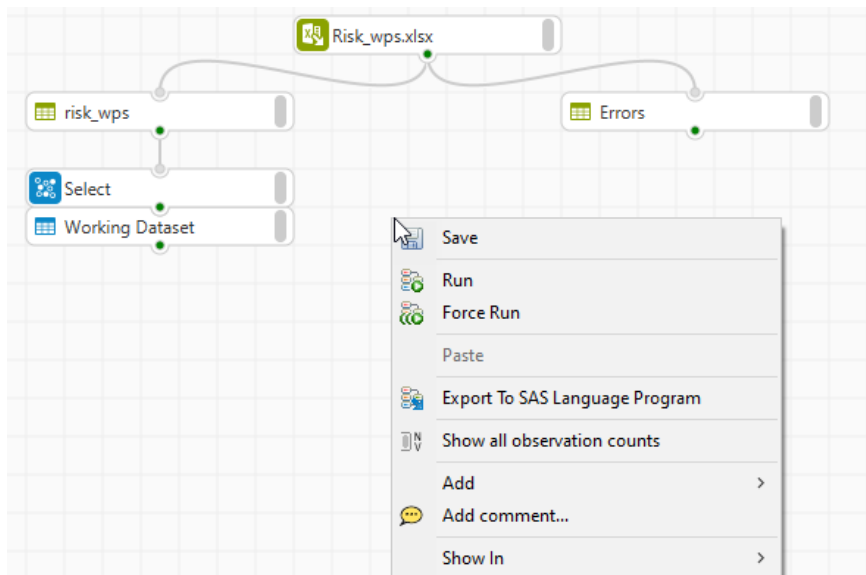 Risk_wps.xlsx
risk_wps
Errors
Select
Working Dataset
Save
Run
Force Run
Paste
Export To SAS Language Program
N
V
Show all observation counts
Add
Add comment...
Show In